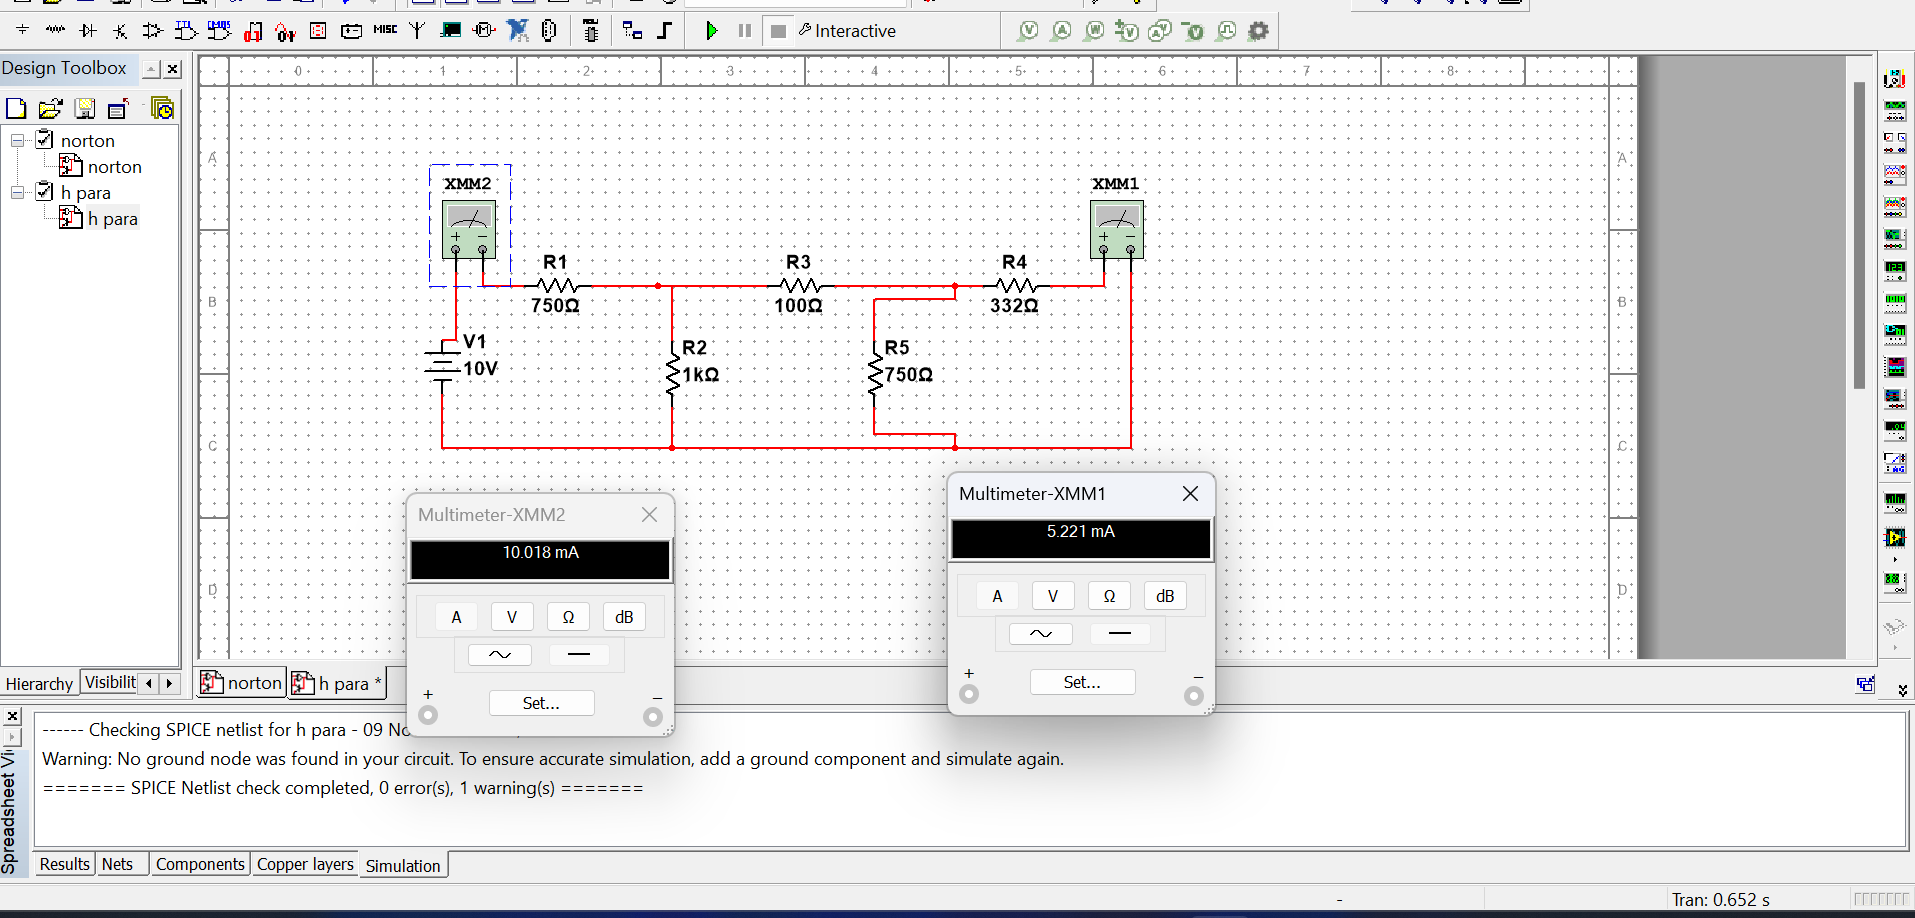 MISC
Interactive
Design Toolbox
norton
norton
h para
h para
0 1 2 3 4 5 6 7 8
A
B
C
D
A
B
C
D
XMM2
XMM1
R1
750Ω
R3
100Ω
R4
332Ω
V1
10V
R2
1kΩ
R5
750Ω
Multimeter-XMM2
10.018 mA
A V Ω dB
+
Set...
–
Multimeter-XMM1
5.221 mA
A V Ω dB
+
Set...
–
Hierarchy Visibilit
norton h para *
Spreadsheet Vi
------ Checking SPICE netlist for h para - 09 No
Warning: No ground node was found in your circuit. To ensure accurate simulation, add a ground component and simulate again.
======= SPICE Netlist check completed, 0 error(s), 1 warning(s) =======
Results Nets Components Copper layers Simulation
- Tran: 0.652 s